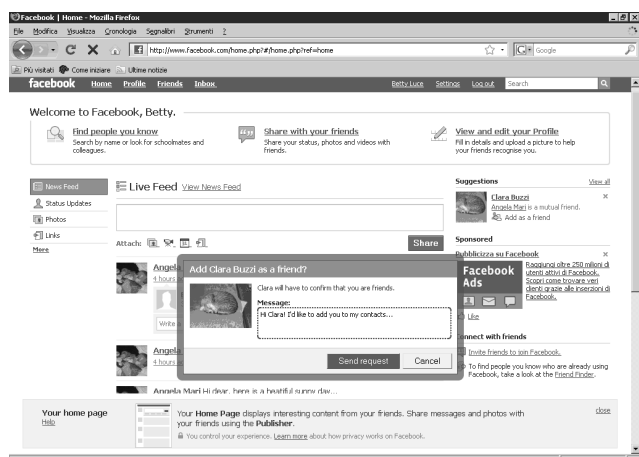 Facebook | Home - Mozilla Firefox
File Modifica Visualizza Cronologia Segnalibri Strumenti ?
http://www.facebook.com/home.php?#/home.php?ref=home
Google
Più visitati Come iniziare Ultime notizie
facebook Home Profile Friends Inbox Betty Luce Settings Log out Search
Welcome to Facebook, Betty.
Find people you know
Search by name or look for schoolmates and
colleagues.
Share with your friends
Share your status, photos and videos with
friends.
View and edit your Profile
Fill in details and upload a picture to help
your friends recognise you.
News Feed
Status Updates
Photos
Links
More
Live Feed View News Feed
Attach:
Share
Angela
4 hours
Write
Angela
4 hours
Angela Mari Hi dear, here is a beatiful sunny day...
Add Clara Buzzi as a friend?
Clara will have to confirm that you are friends.
Message:
Hi Clara! I'd like to add you to my contacts...
Send request Cancel
Suggestions View all
Clara Buzzi x
Angela Mari is a mutual friend.
Add as a friend
Sponsored
Pubblicizza su Facebook x
Facebook
Ads
Raggiungi oltre 250 milioni di
utenti attivi di Facebook.
Scopri come trovare veri
clienti grazie alle inserzioni di
Facebook.
Like
onnect with friends
Invite friends to join Facebook.
To find people you know who are already using
Facebook, take a look at the Friend Finder.
Your home page
Help
Your Home Page displays interesting content from your friends. Share messages and photos with
your friends using the Publisher.
You control your experience. Learn more about how privacy works on Facebook.
close